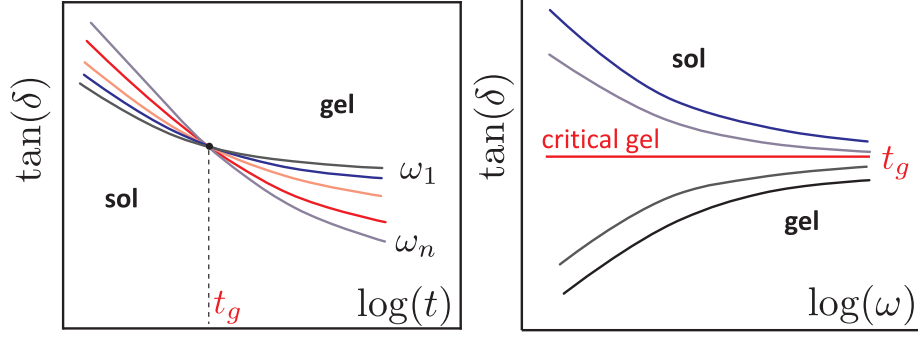 tan(δ)
gel
sol
ω1
ωn
tg
log(t)
tan(δ)
sol
critical gel
tg
gel
log(ω)